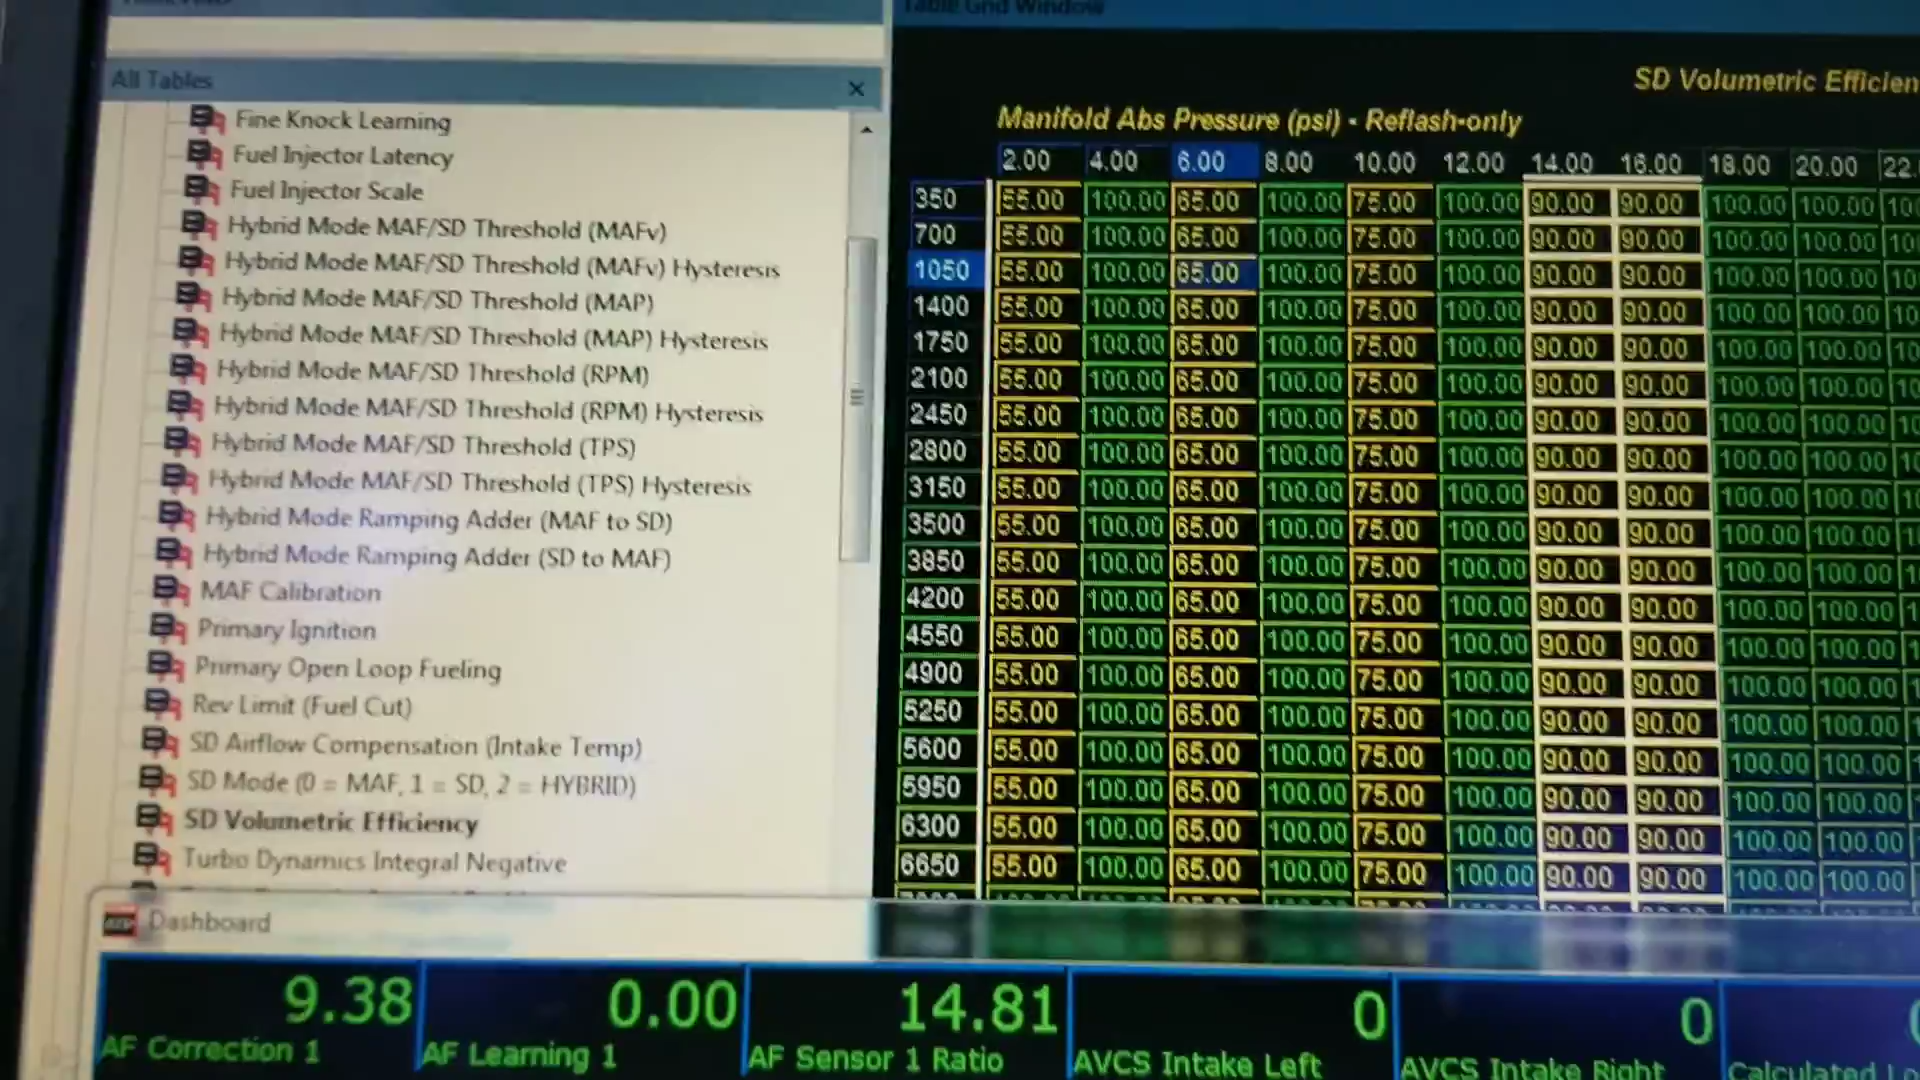 Table Grid Window
All Tables
Fine Knock Learning
Fuel Injector Latency
Fuel Injector Scale
Hybrid Mode MAF/SD Threshold (MAFv)
Hybrid Mode MAF/SD Threshold (MAFv) Hysteresis
Hybrid Mode MAF/SD Threshold (MAP)
Hybrid Mode MAF/SD Threshold (MAP) Hysteresis
Hybrid Mode MAF/SD Threshold (RPM)
Hybrid Mode MAF/SD Threshold (RPM) Hysteresis
Hybrid Mode MAF/SD Threshold (TPS)
Hybrid Mode MAF/SD Threshold (TPS) Hysteresis
Hybrid Mode Ramping Adder (MAF to SD)
Hybrid Mode Ramping Adder (SD to MAF)
MAF Calibration
Primary Ignition
Primary Open Loop Fueling
Rev Limit (Fuel Cut)
SD Airflow Compensation (Intake Temp)
SD Mode (0 = MAF, 1 = SD, 2 = HYBRID)
SD Volumetric Efficiency
Turbo Dynamics Integral Negative
SD Volumetric Efficien
Manifold Abs Pressure (psi) - Reflash-only
2.00 4.00 6.00 8.00 10.00 12.00 14.00 16.00 18.00 20.00 22.
350 55.00 100.00 65.00 100.00 75.00 100.00 90.00 90.00 100.00 100.00 10
700 55.00 100.00 65.00 100.00 75.00 100.00 90.00 90.00 100.00 100.00 10
1050 55.00 100.00 65.00 100.00 75.00 100.00 90.00 90.00 100.00 100.00 10
1400 55.00 100.00 65.00 100.00 75.00 100.00 90.00 90.00 100.00 100.00 10
1750 55.00 100.00 65.00 100.00 75.00 100.00 90.00 90.00 100.00 100.00 10
2100 55.00 100.00 65.00 100.00 75.00 100.00 90.00 90.00 100.00 100.00 10
2450 55.00 100.00 65.00 100.00 75.00 100.00 90.00 90.00 100.00 100.00 10
2800 55.00 100.00 65.00 100.00 75.00 100.00 90.00 90.00 100.00 100.00 10
3150 55.00 100.00 65.00 100.00 75.00 100.00 90.00 90.00 100.00 100.00 10
3500 55.00 100.00 65.00 100.00 75.00 100.00 90.00 90.00 100.00 100.00 10
3850 55.00 100.00 65.00 100.00 75.00 100.00 90.00 90.00 100.00 100.00 1
4200 55.00 100.00 65.00 100.00 75.00 100.00 90.00 90.00 100.00 100.00 1
4550 55.00 100.00 65.00 100.00 75.00 100.00 90.00 90.00 100.00 100.00 1
4900 55.00 100.00 65.00 100.00 75.00 100.00 90.00 90.00 100.00 100.00 1
5250 55.00 100.00 65.00 100.00 75.00 100.00 90.00 90.00 100.00 100.00 1
5600 55.00 100.00 65.00 100.00 75.00 100.00 90.00 90.00 100.00 100.00 1
5950 55.00 100.00 65.00 100.00 75.00 100.00 90.00 90.00 100.00 100.00 1
6300 55.00 100.00 65.00 100.00 75.00 100.00 90.00 90.00 100.00 100.00 1
6650 55.00 100.00 65.00 100.00 75.00 100.00 90.00 90.00 100.00 100.00 1
Dashboard
9.38 0.00 14.81 0 0
AF Correction 1 AF Learning 1 AF Sensor 1 Ratio AVCS Intake Left AVCS Intake Right Calculated Lo